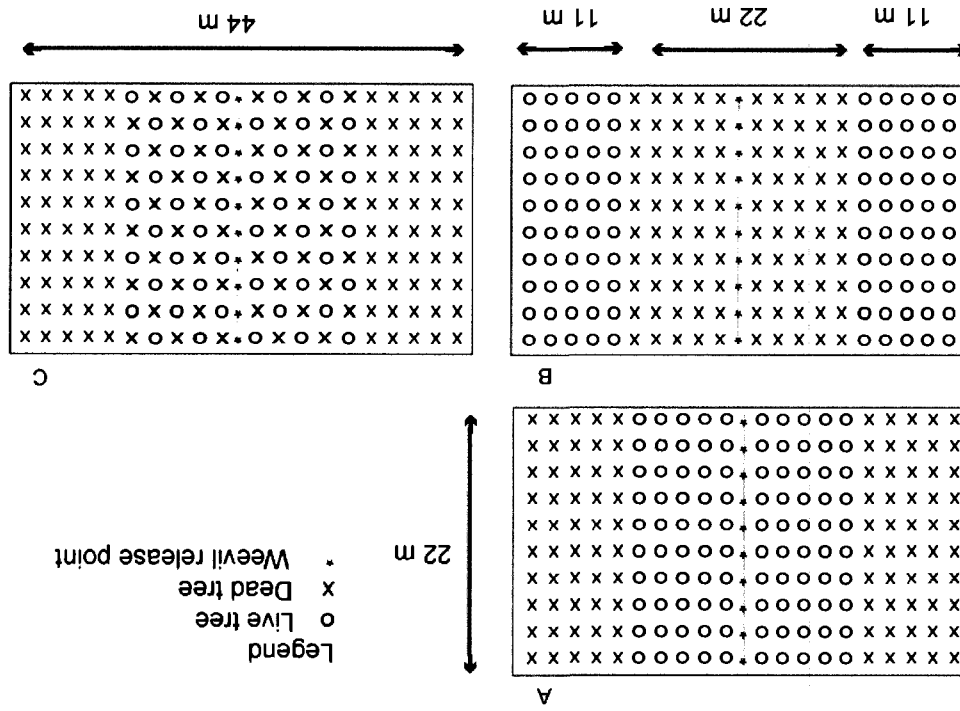 A
22 m
Legend
o Live tree
x Dead tree
* Weevil release point
B
C
11 m
22 m
11 m
44 m